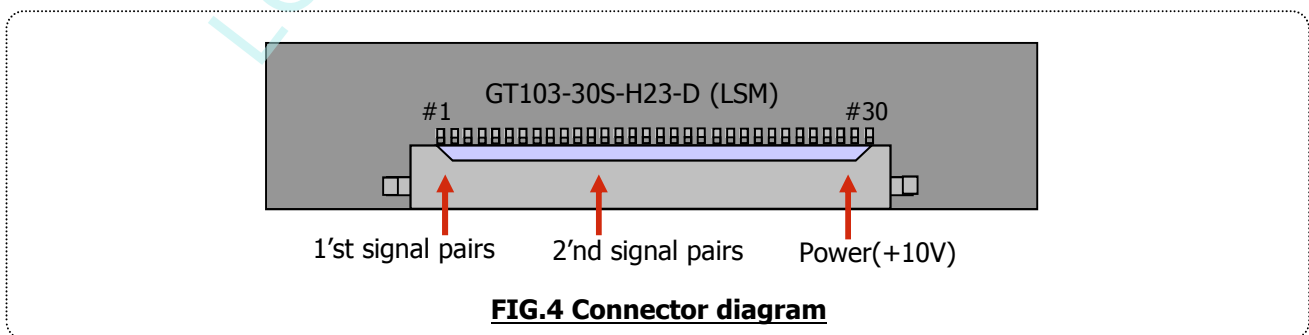 GT103-30S-H23-D (LSM)
#1 #30
1'st signal pairs 2'nd signal pairs Power(+10V)
FIG.4 Connector diagram